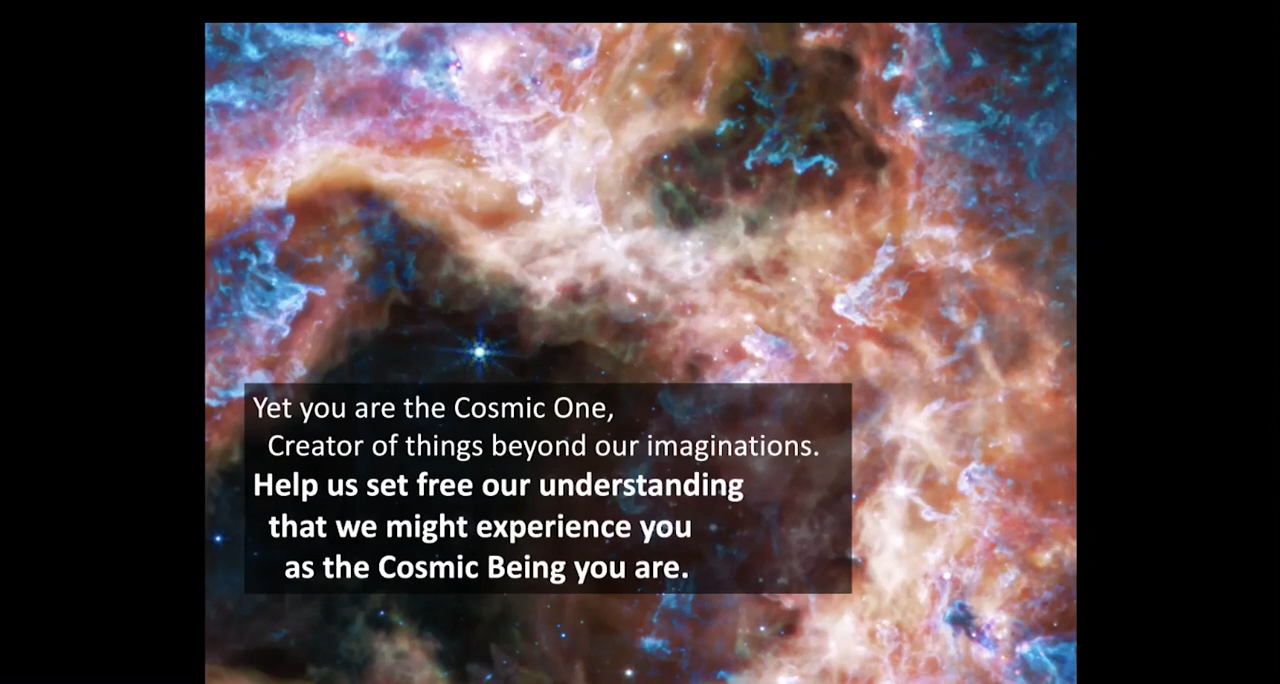 Yet you are the Cosmic One,
Creator of things beyond our imaginations.
Help us set free our understanding
that we might experience you
as the Cosmic Being you are.